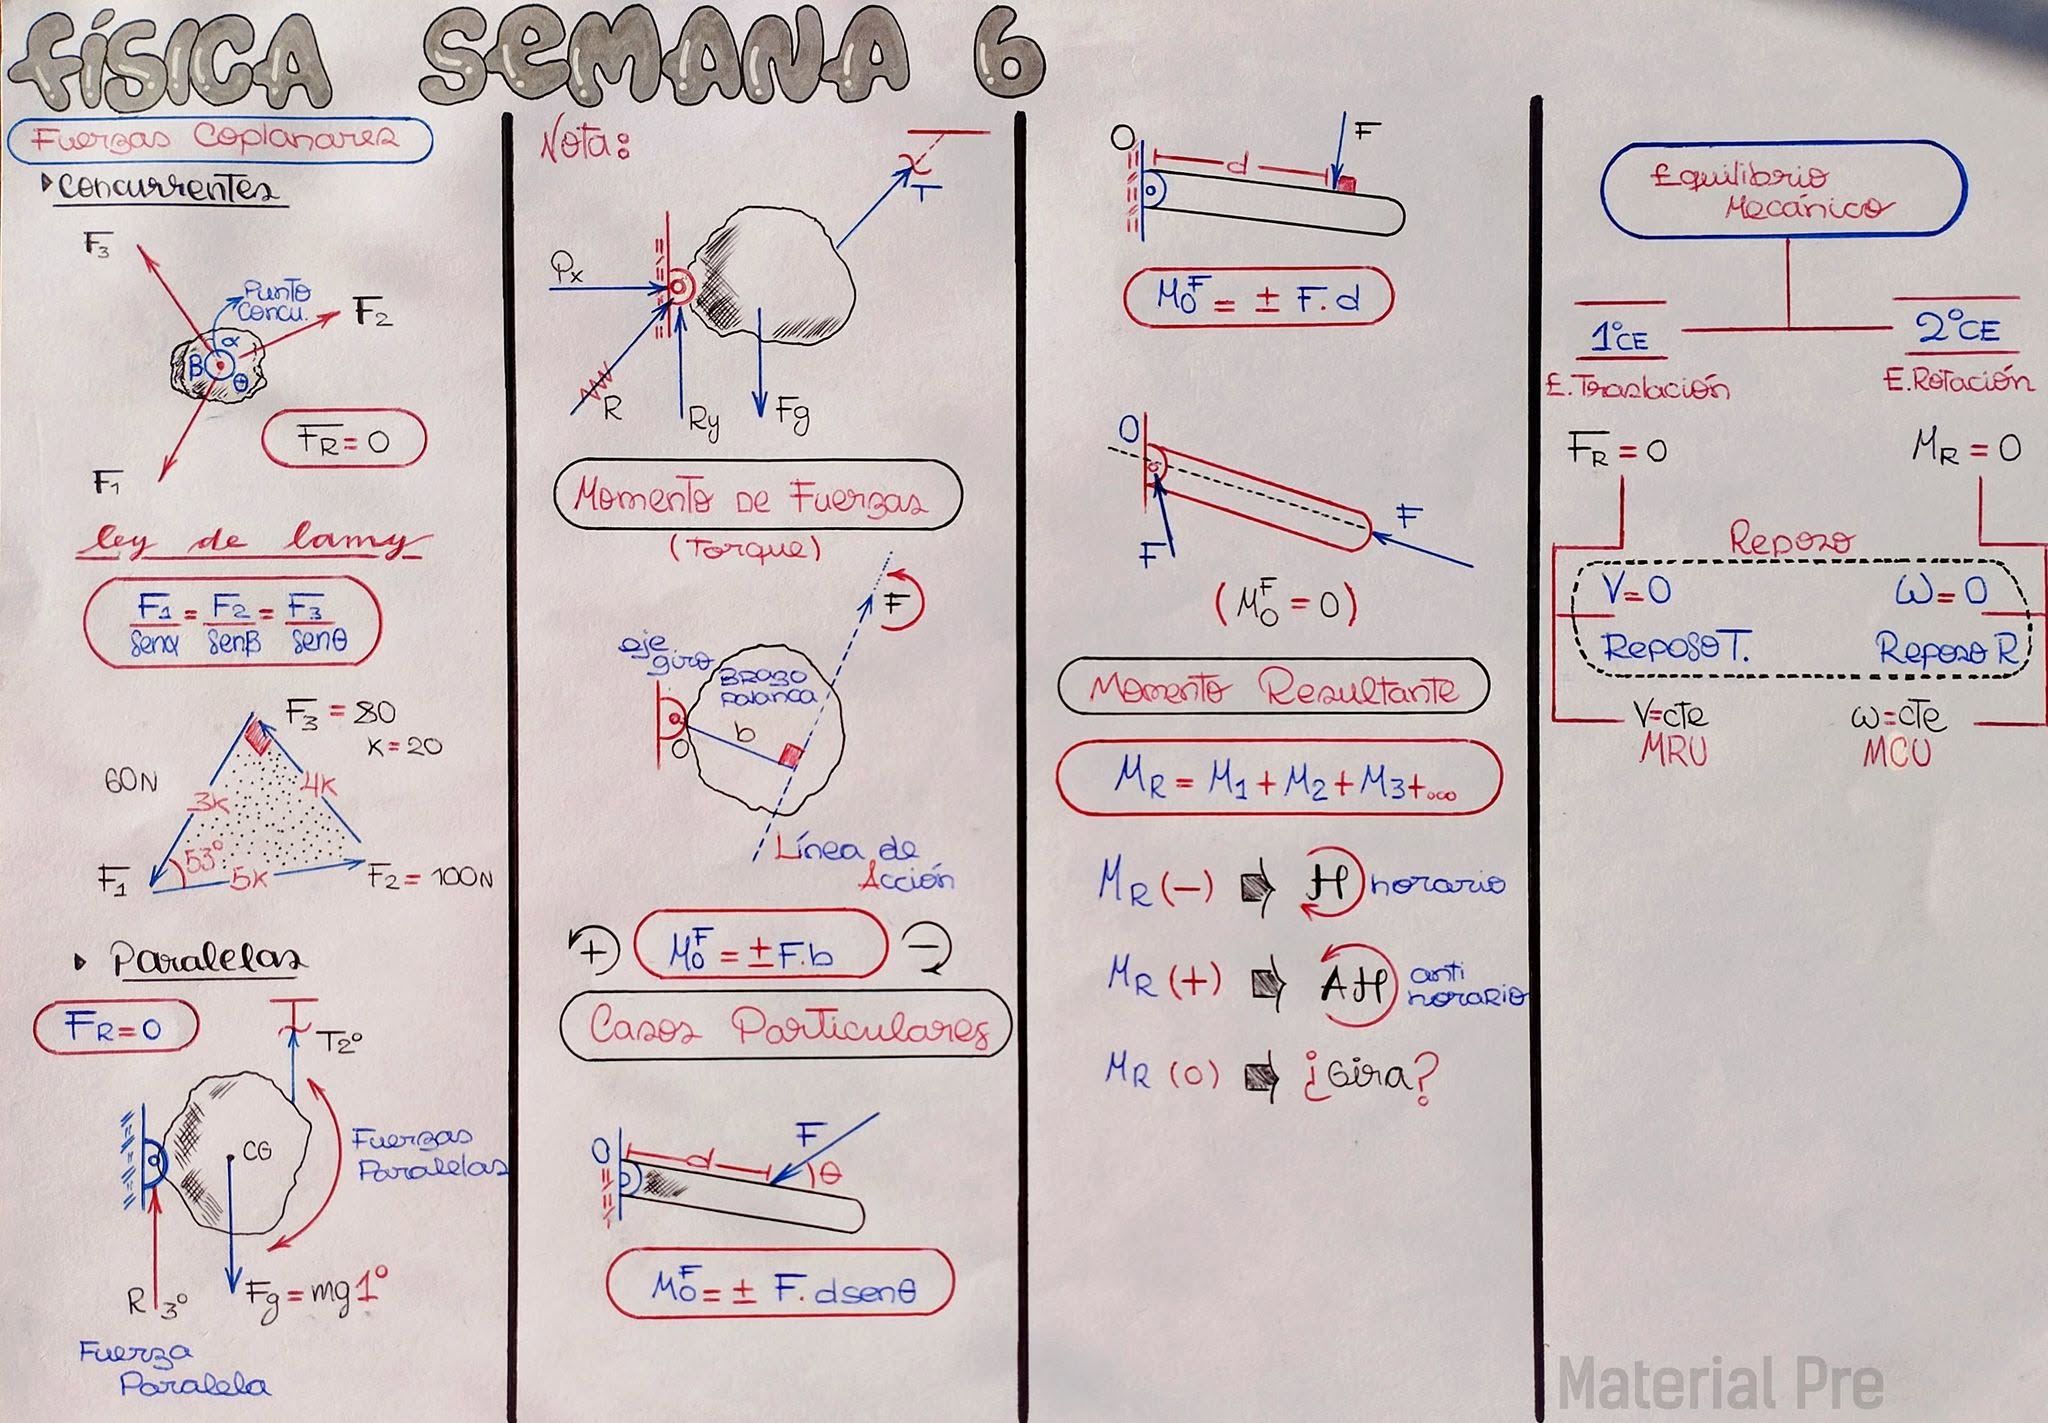 FÍSICA SEMANA 6
Fuerzas Coplanares
Concurrentes
F3
Punto
Concu.
F2
α
β
θ
F1
FR = 0
Ley de Lamy
F1 = F2 = F3
senα senβ senθ
F3 = 80
K = 20
60N
3K
4K
53°
5K
F1
F2 = 100N
Paralelas
FR = 0
T2°
CG
Fuerzas
Paralelas
R 3°
Fg = mg 1°
Fuerza
Paralela
Nota:
T
Px
R
Ry
Fg
Momento De Fuerzas
(Torque)
F
eje
giro
Brazo
Palanca
b
O
Línea de
Acción
+
M_O^F = ± F.b
−
Casos Particulares
O
d
F
θ
M_O^F = ± F. dsenθ
O
d
F
M_O^F = ± F.d
O
F
F
(M_O^F = 0)
Momento Resultante
MR = M1 + M2 + M3 + ...
MR (−) H horario
MR (+) AH anti
horario
MR (0) ¿Gira?
Equilibrio
Mecánico
1°CE
2°CE
E.Traslación
E.Rotación
FR = 0
MR = 0
Reposo
V=0
ω=0
Reposo T.
Reposo R
V=cte
ω=cte
MRU
MCU
Material Pre